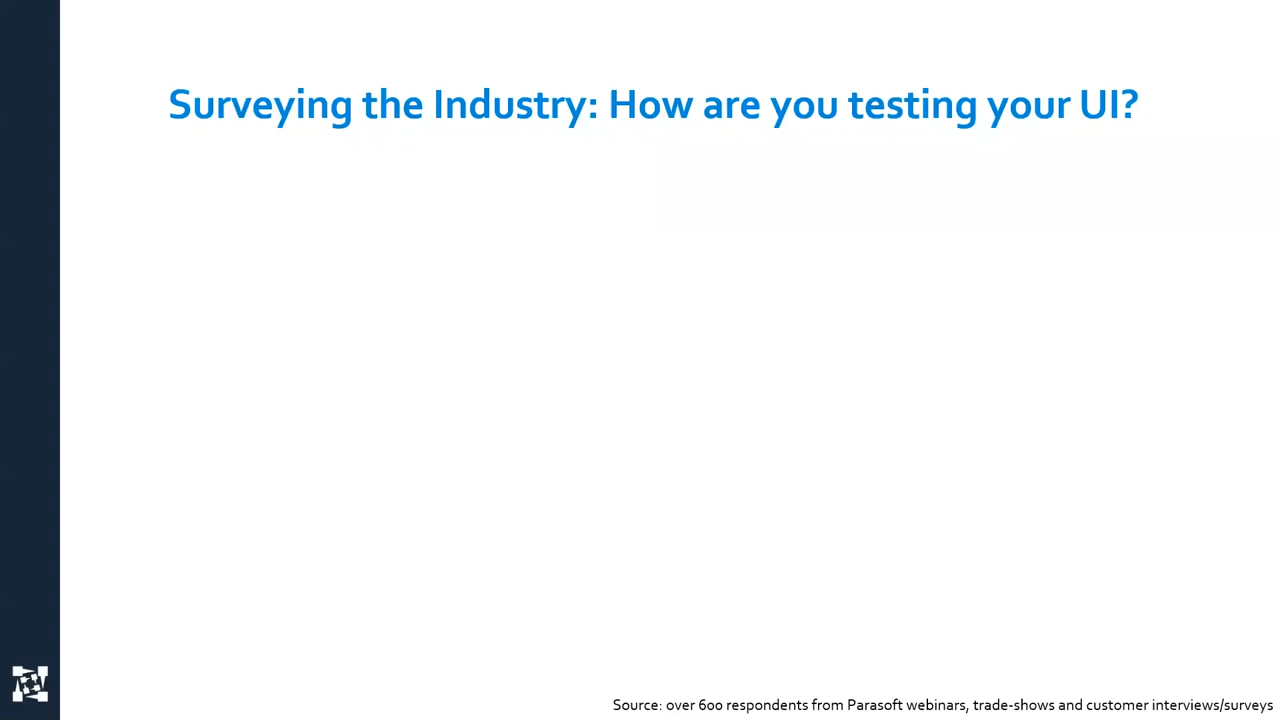 Surveying the Industry: How are you testing your UI?
Source: over 600 respondents from Parasoft webinars, trade-shows and customer interviews/surveys